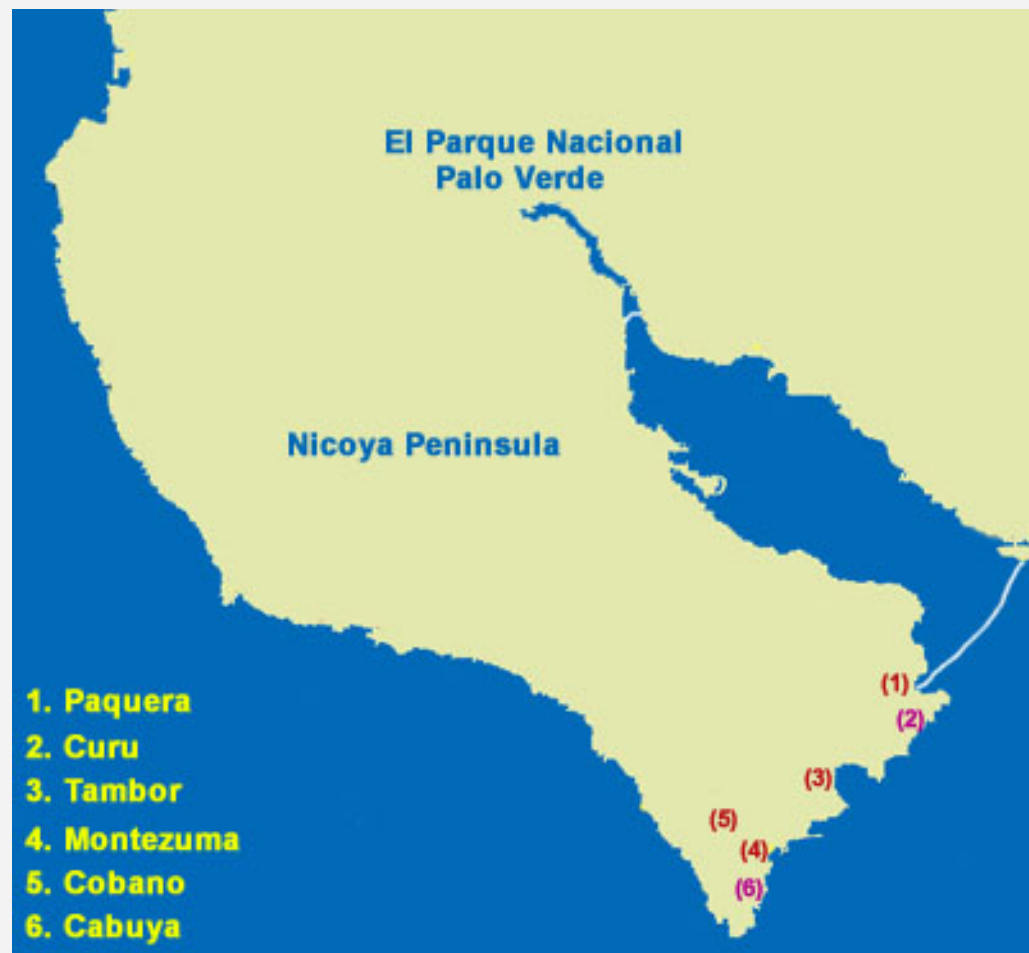 El Parque Nacional
Palo Verde
Nicoya Peninsula
(1)
(2)
(3)
(5)
(4)
(6)
1. Paquera
2. Curu
3. Tambor
4. Montezuma
5. Cobano
6. Cabuya